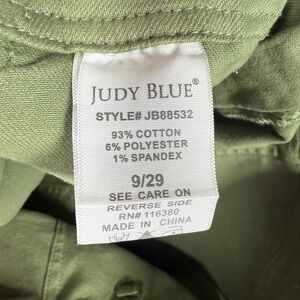 JUDY BLUE®
STYLE# JB88532
93% COTTON
6% POLYESTER
1% SPANDEX
9/29
SEE CARE ON
REVERSE SIDE
RN# 116380
MADE IN CHINA